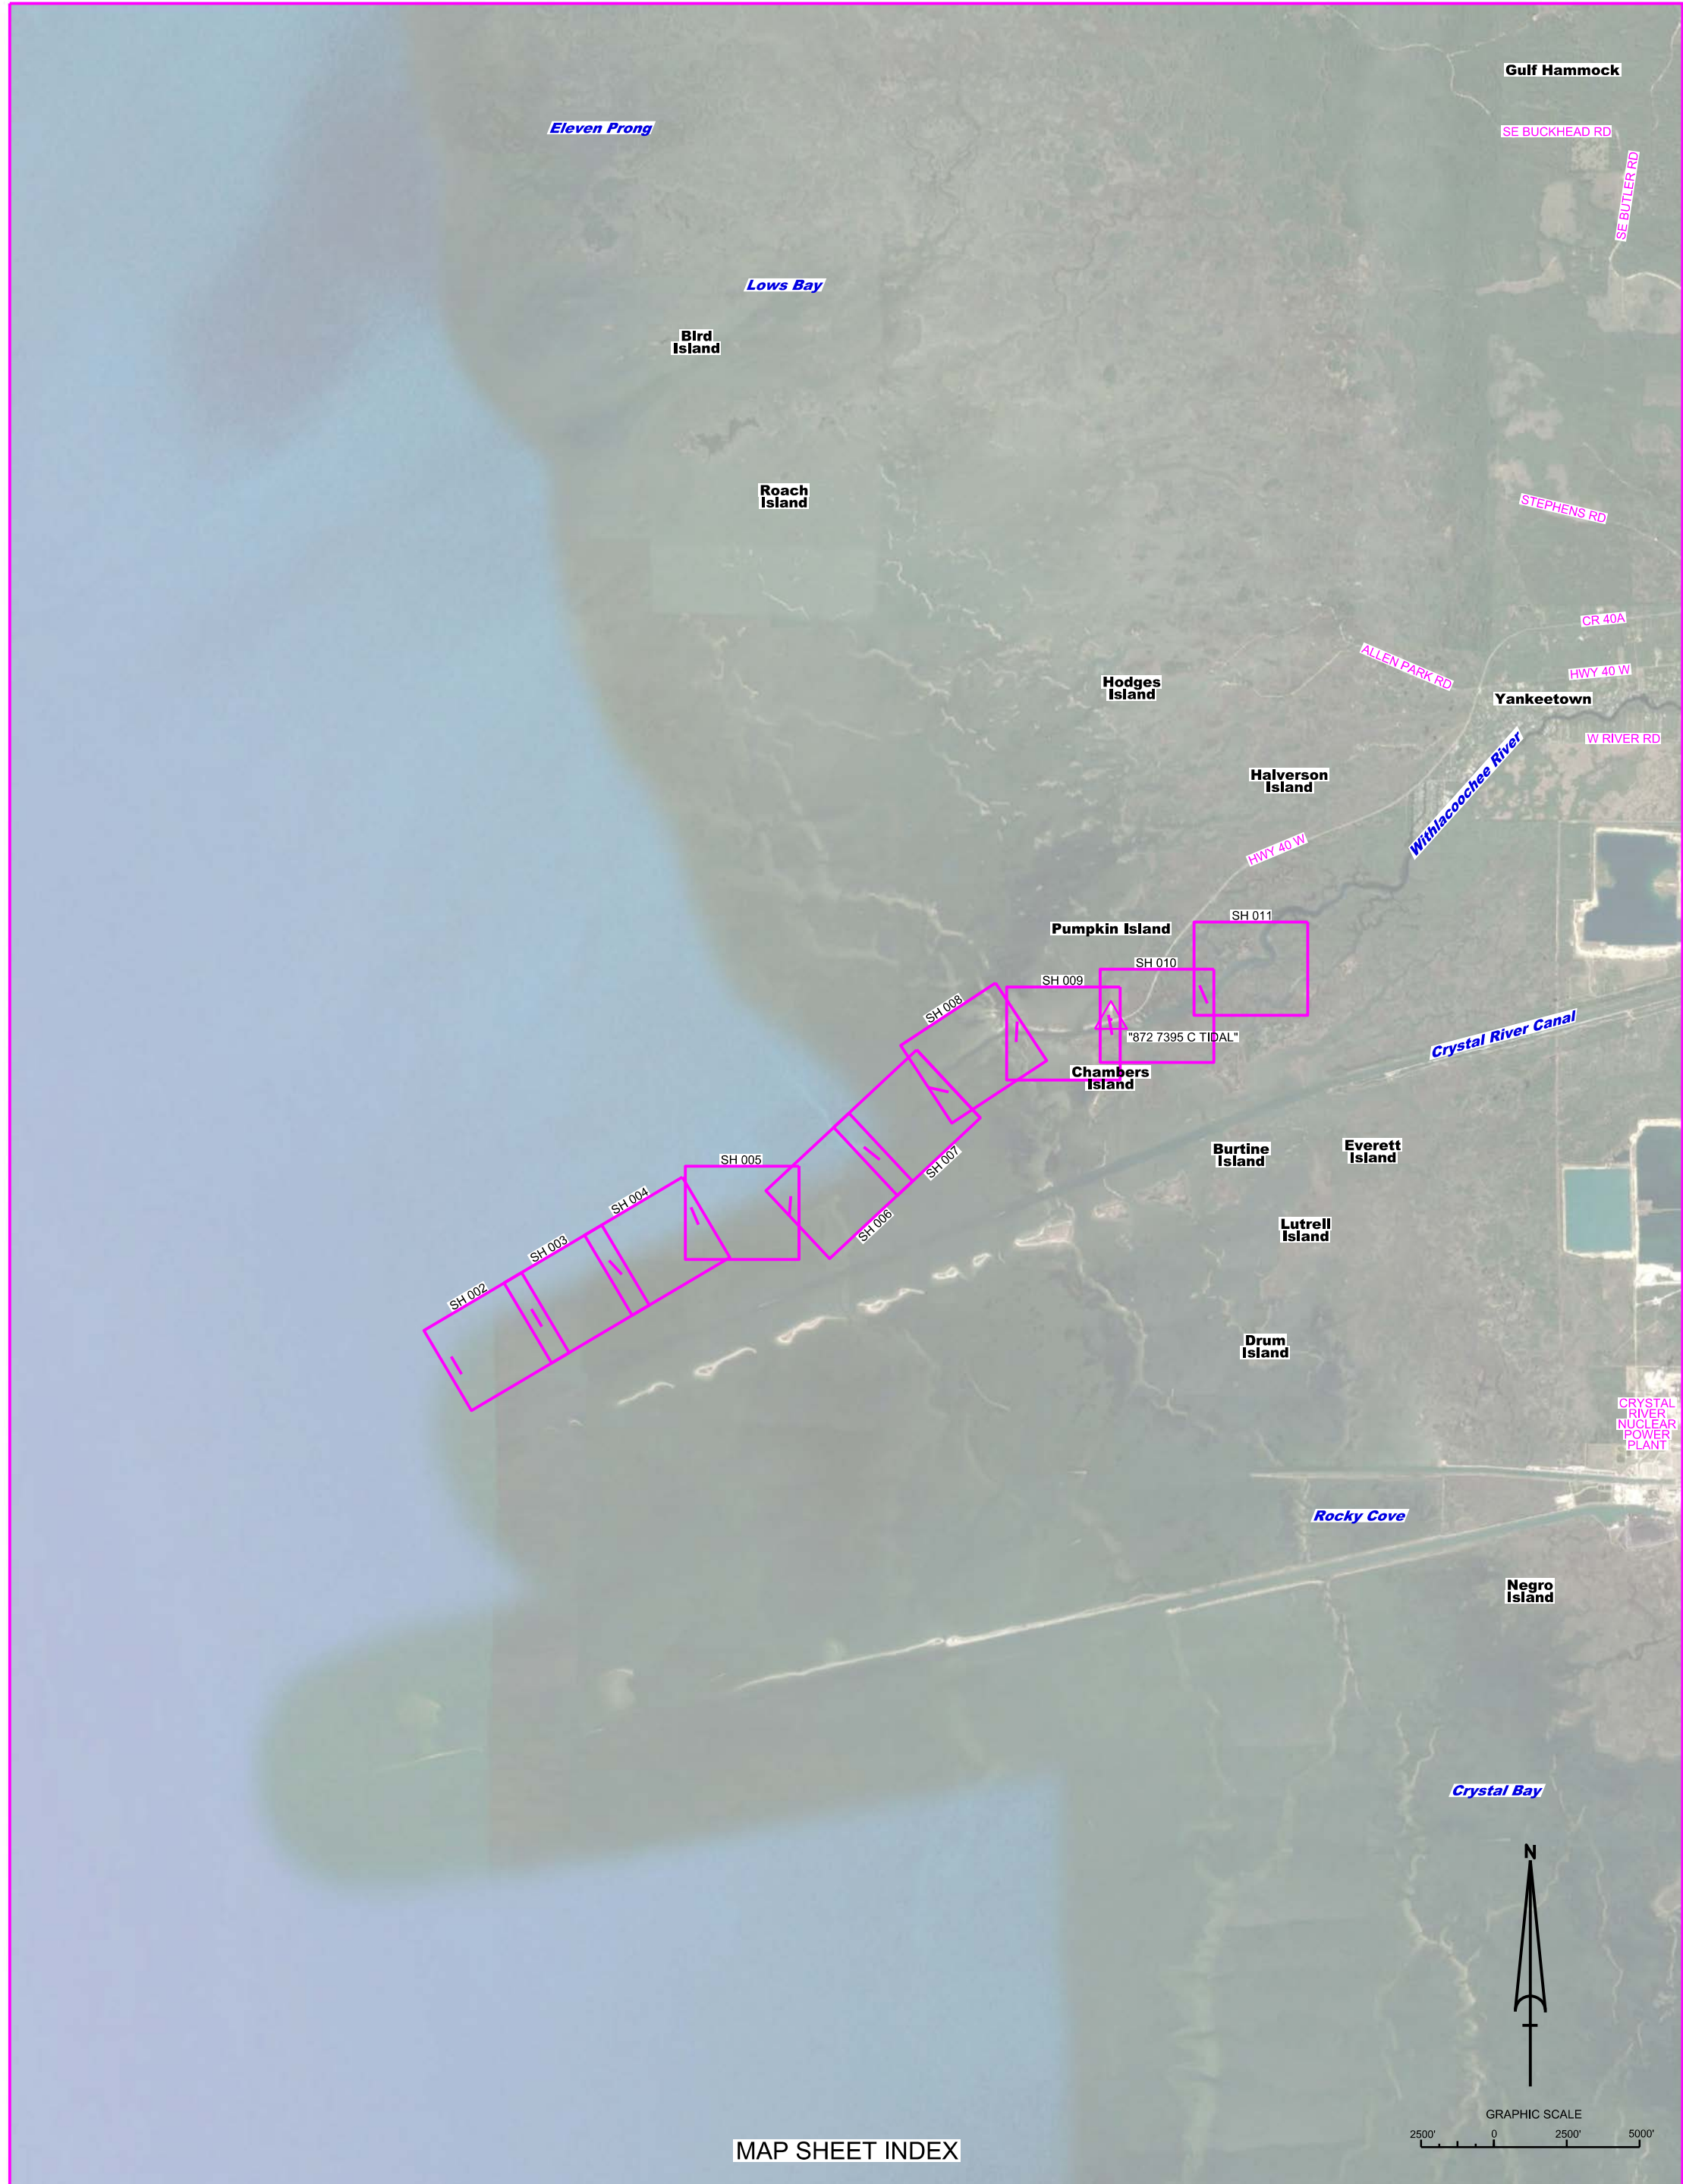 Gulf Hammock
Eleven Prong
SE BUCKHEAD RD
SE BUTLER RD
Lows Bay
BIrd
Island
Roach
Island
STEPHENS RD
CR 40A
ALLEN PARK RD
HWY 40 W
Hodges
Island
Yankeetown
W RIVER RD
Withlacoochee River
Halverson
Island
HWY 40 W
SH 011
Pumpkin Island
SH 010
SH 009
SH 008
"872 7395 C TIDAL"
Crystal River Canal
Chambers
Island
Burtine
Island
Everett
Island
SH 007
SH 005
SH 006
SH 004
SH 003
SH 002
Lutrell
Island
Drum
Island
CRYSTAL
RIVER
NUCLEAR
POWER
PLANT
Rocky Cove
Negro
Island
Crystal Bay
N
GRAPHIC SCALE
2500' 0 2500' 5000'
MAP SHEET INDEX